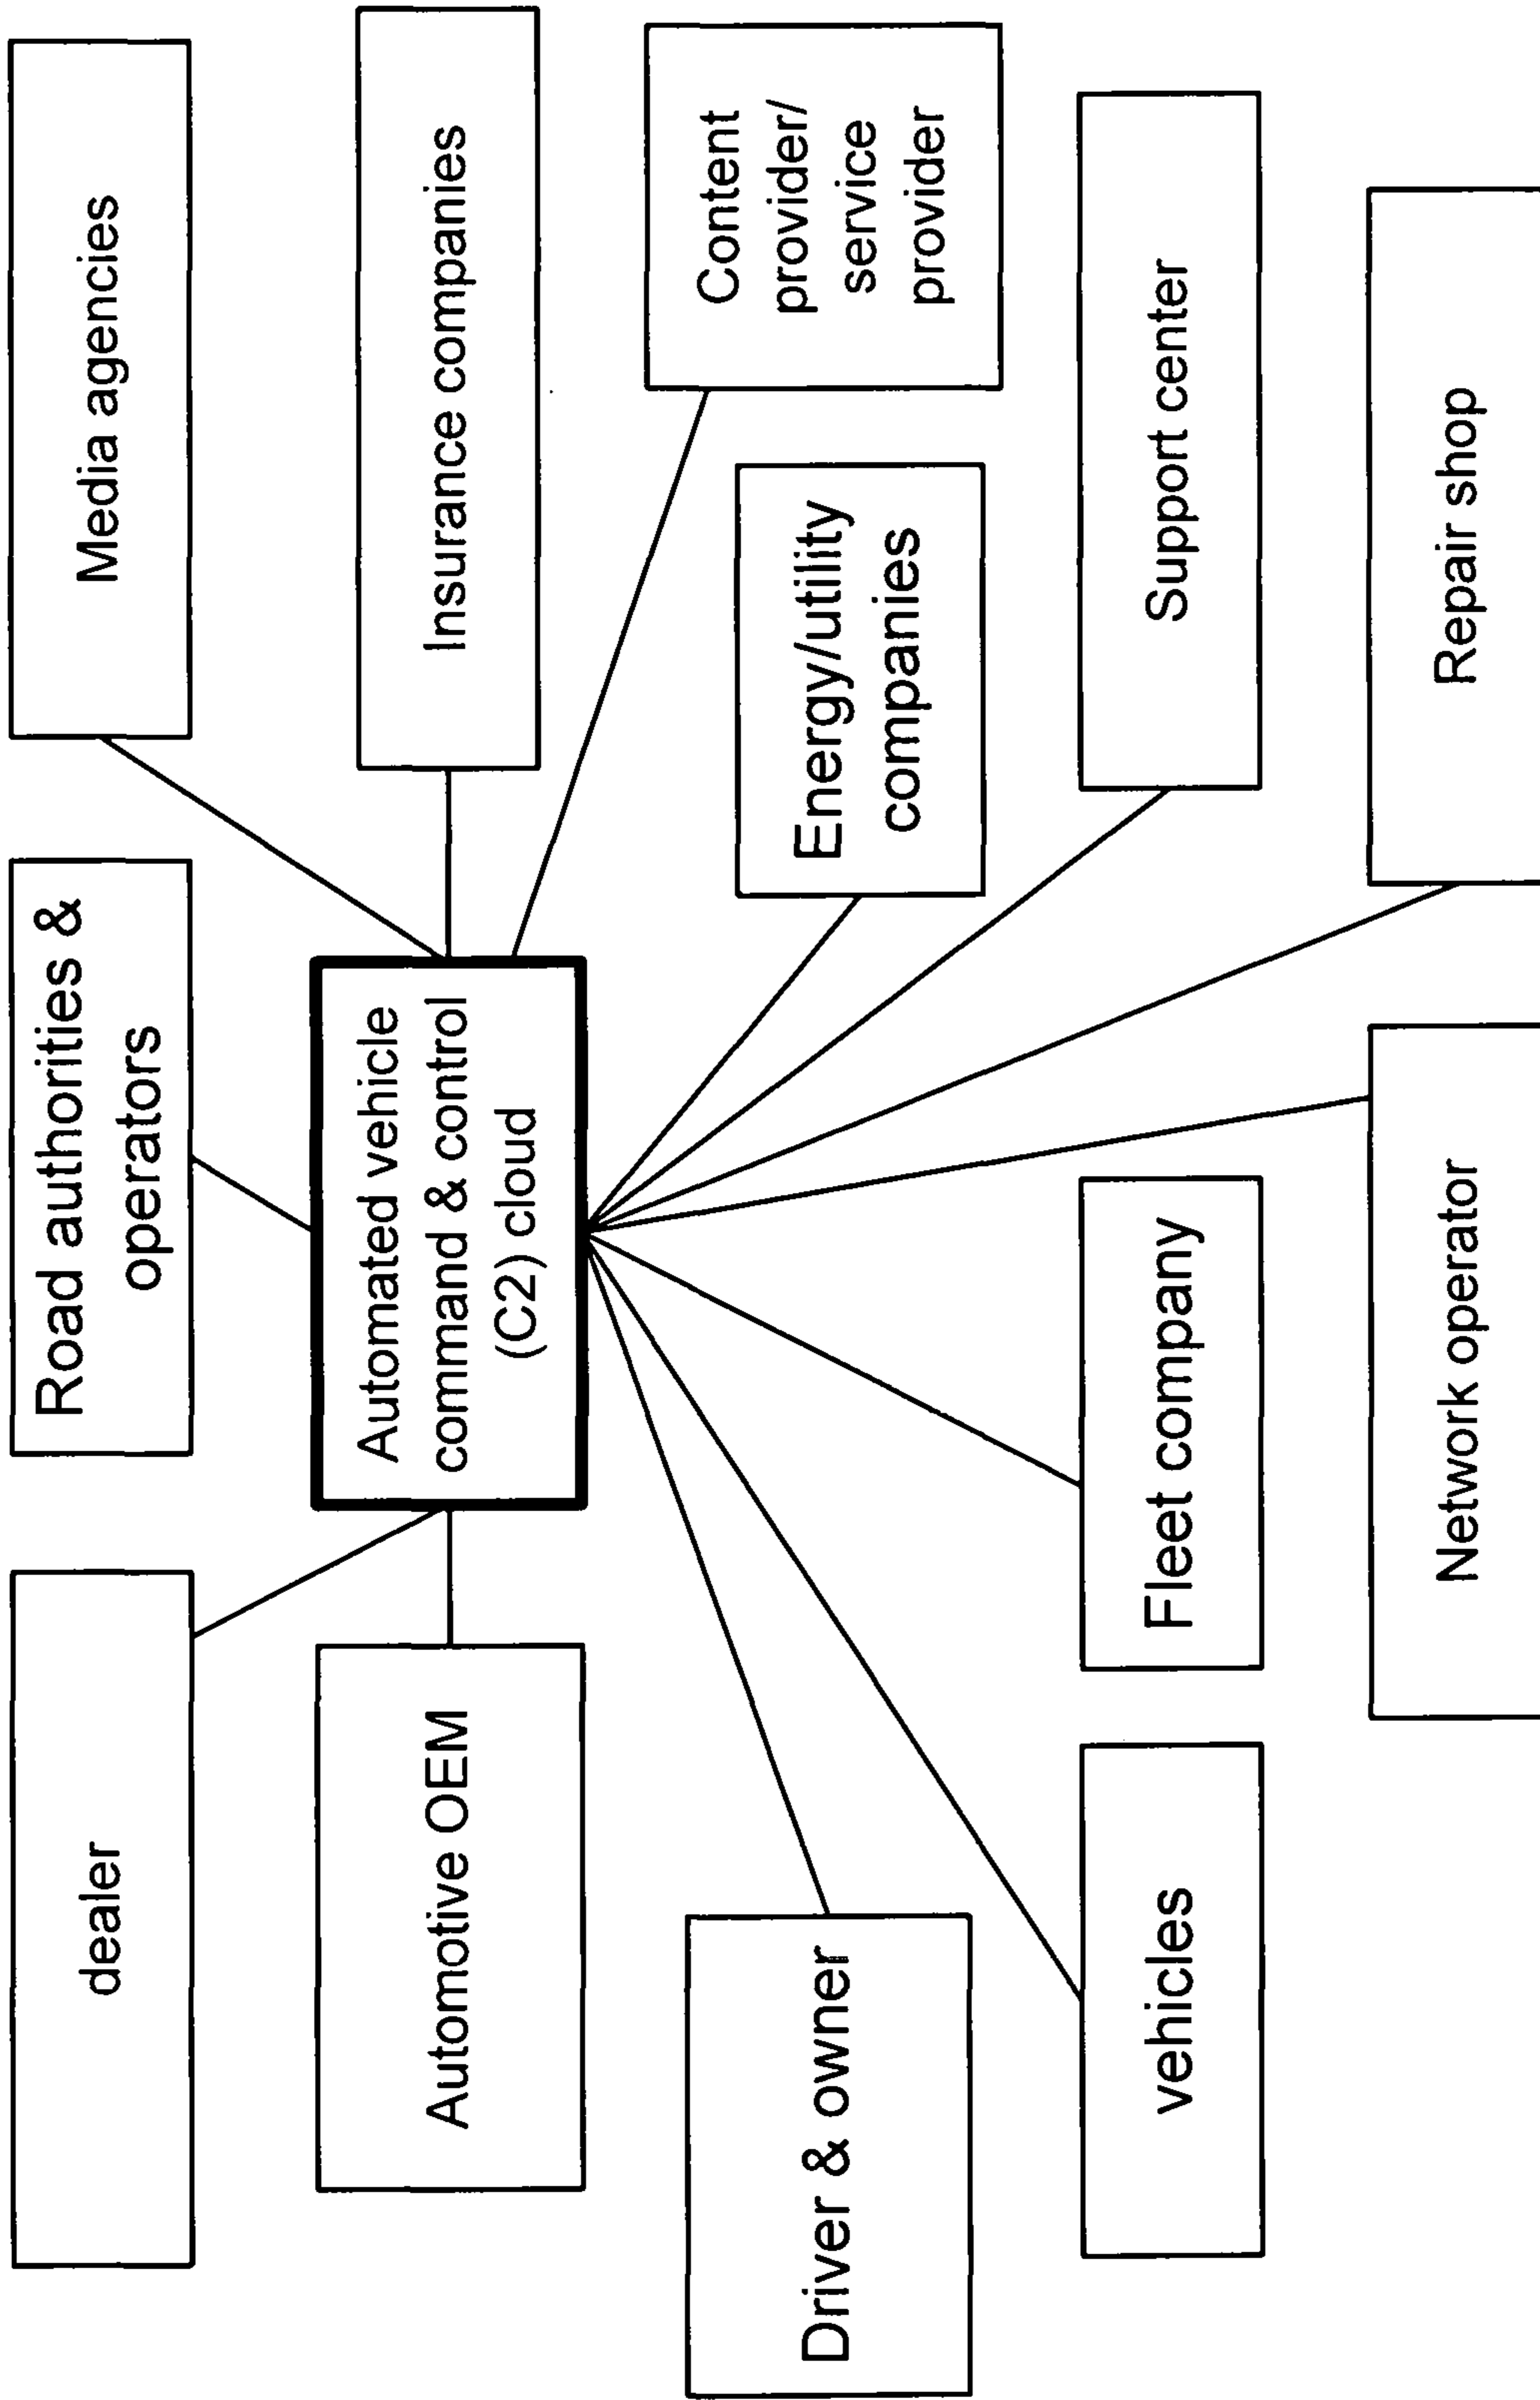 dealer
Road authorities &
operators
Media agencies
Automotive OEM
Automated vehicle
command & control
(C2) cloud
Insurance companies
Driver & owner
Energy/utility
companies
Content
provider/
service
provider
vehicles
Fleet company
Support center
Network operator
Repair shop